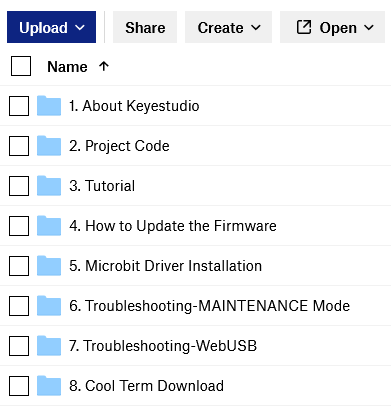 Upload Share Create Open
Name
1. About Keyestudio
2. Project Code
3. Tutorial
4. How to Update the Firmware
5. Microbit Driver Installation
6. Troubleshooting-MAINTENANCE Mode
7. Troubleshooting-WebUSB
8. Cool Term Download